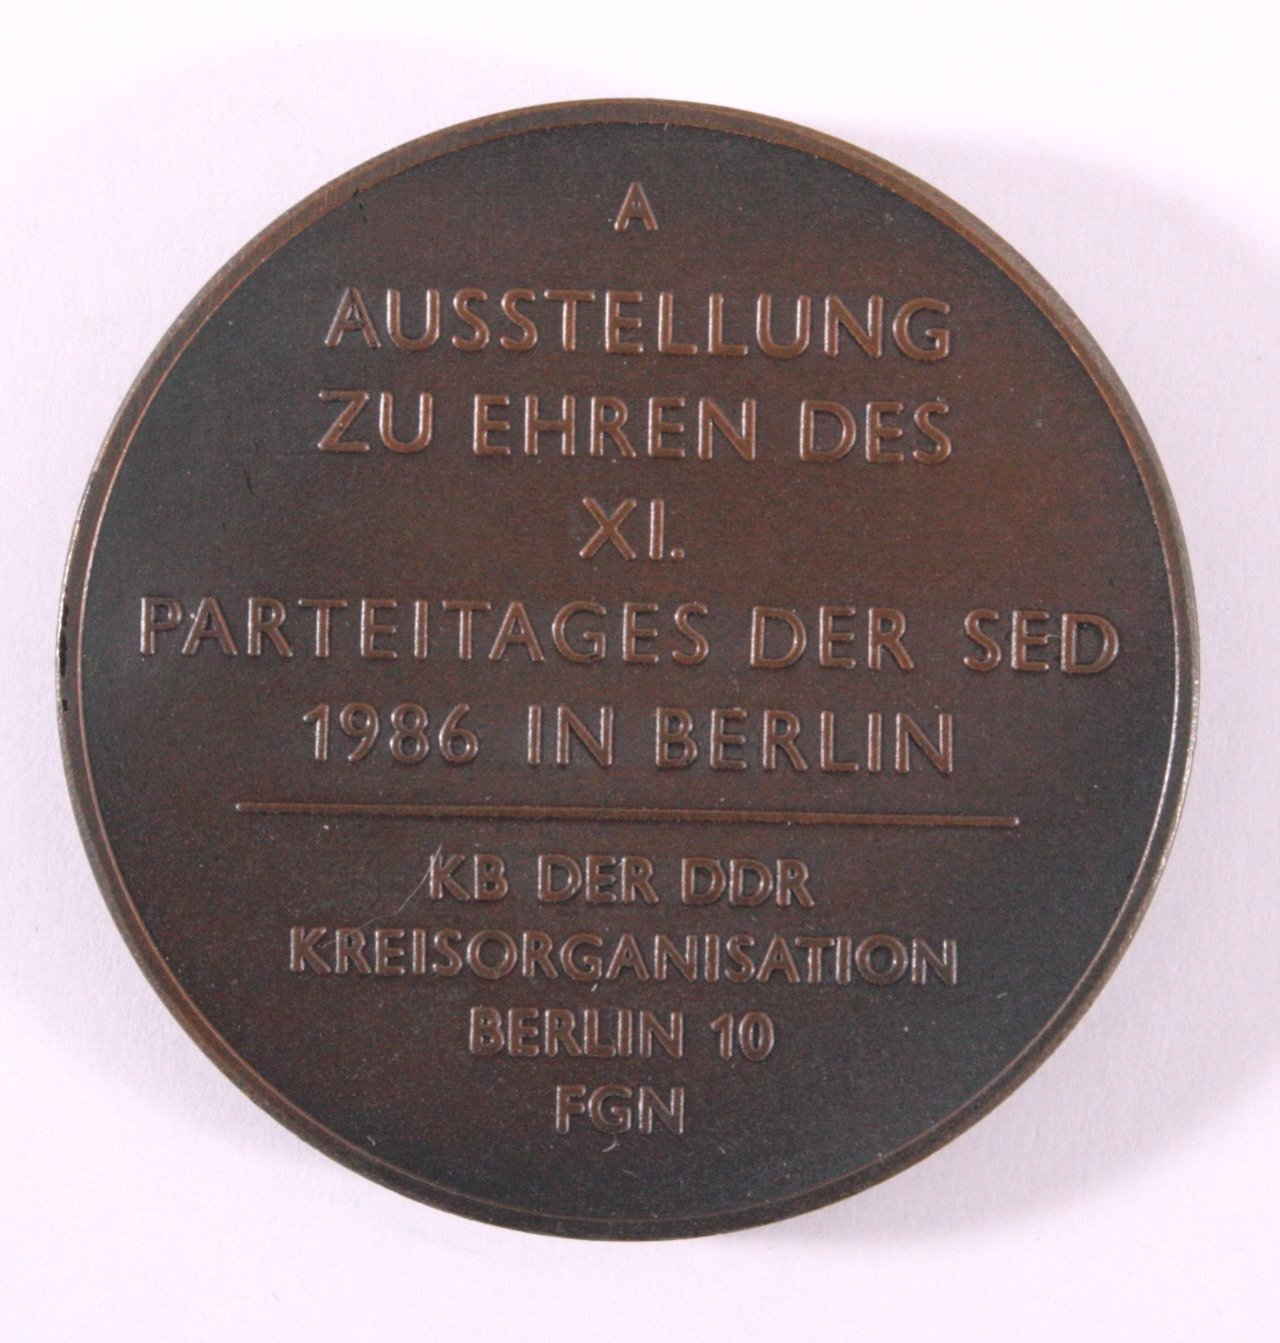 A
AUSSTELLUNG
ZU EHREN DES
XI.
PARTEITAGES DER SED
1986 IN BERLIN
KB DER DDR
KREISORGANISATION
BERLIN 10
FGN